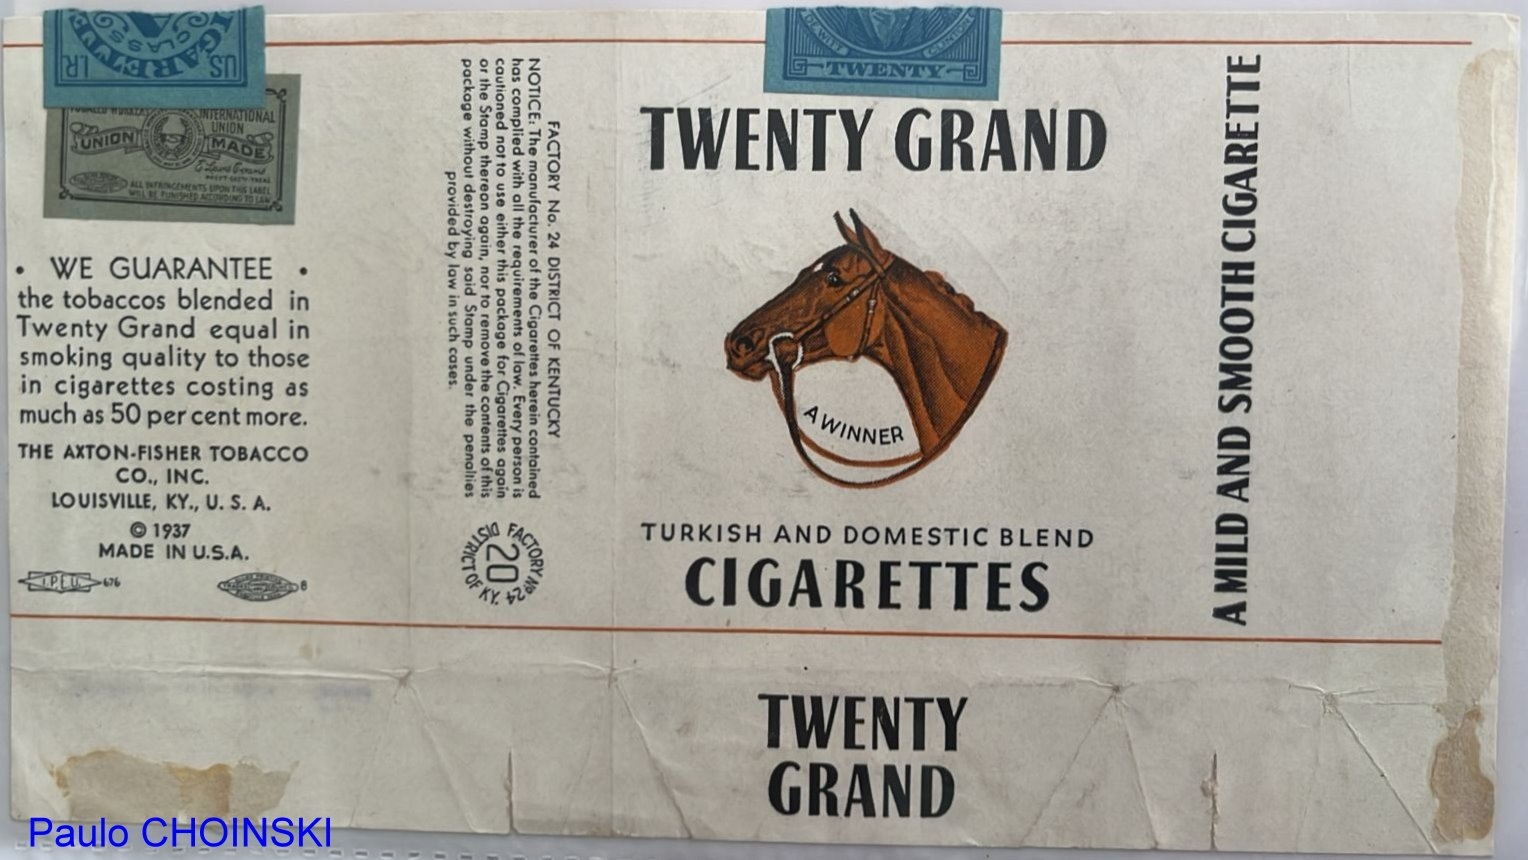 CIGARETTE
CLASS
US I.R.
INTERNATIONAL
UNION
UNION MADE
ALL INFRINGEMENTS UPON THIS LABEL
WILL BE PUNISHED ACCORDING TO LAW
• WE GUARANTEE •
the tobaccos blended in
Twenty Grand equal in
smoking quality to those
in cigarettes costing as
much as 50 per cent more.
THE AXTON-FISHER TOBACCO
CO., INC.
LOUISVILLE, KY., U. S. A.
© 1937
MADE IN U.S.A.
I.P.E.U. 676
8
FACTORY No. 24 DISTRICT OF KENTUCKY
NOTICE: The manufacturer of the Cigarettes herein contained
has complied with all the requirements of law. Every person is
cautioned not to use either this package for Cigarettes again
or the Stamp thereon again, nor to remove the contents of this
package without destroying said Stamp under the penalties
provided by law in such cases.
FACTORY No. 24
20
DISTRICT OF KY.
DE WITT CLINTON
TWENTY
TWENTY GRAND
A WINNER
TURKISH AND DOMESTIC BLEND
CIGARETTES
A MILD AND SMOOTH CIGARETTE
TWENTY
GRAND
Paulo CHOINSKI